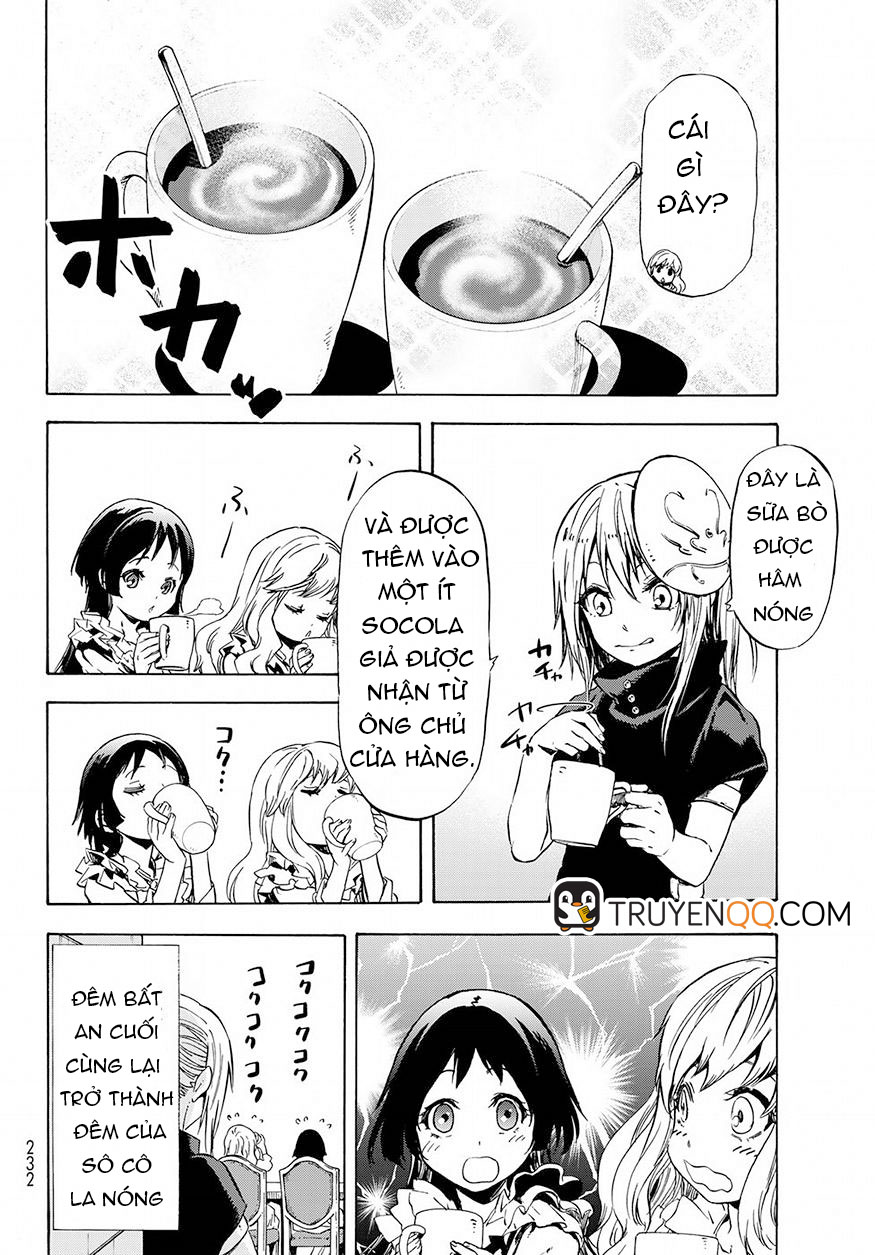 CÁI
GÌ
ĐÂY?
ホカッ
ĐÂY LÀ
SỮA BÒ
ĐƯỢC
HÂM
NÓNG
VÀ ĐƯỢC
THÊM VÀO
MỘT ÍT
SOCOLA
GIẢ ĐƯỢC
NHẬN TỪ
ÔNG CHỦ
CỬA HÀNG.
カチャ
カチャ
ふぅ
ふー
コク…
TRUYENQQ.COM
コクコクコク
コクコクコク
ĐÊM BẤT
AN CUỐI
CÙNG LẠI
TRỞ THÀNH
ĐÊM CỦA
SÔ CÔ
LA NÓNG
232